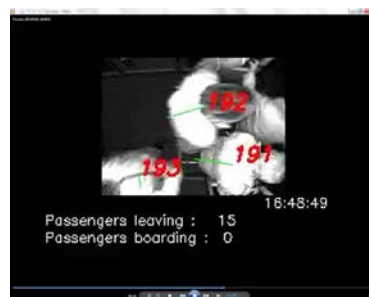 192
193 191
16:48:49
Passengers leaving : 15
Passengers boarding : 0